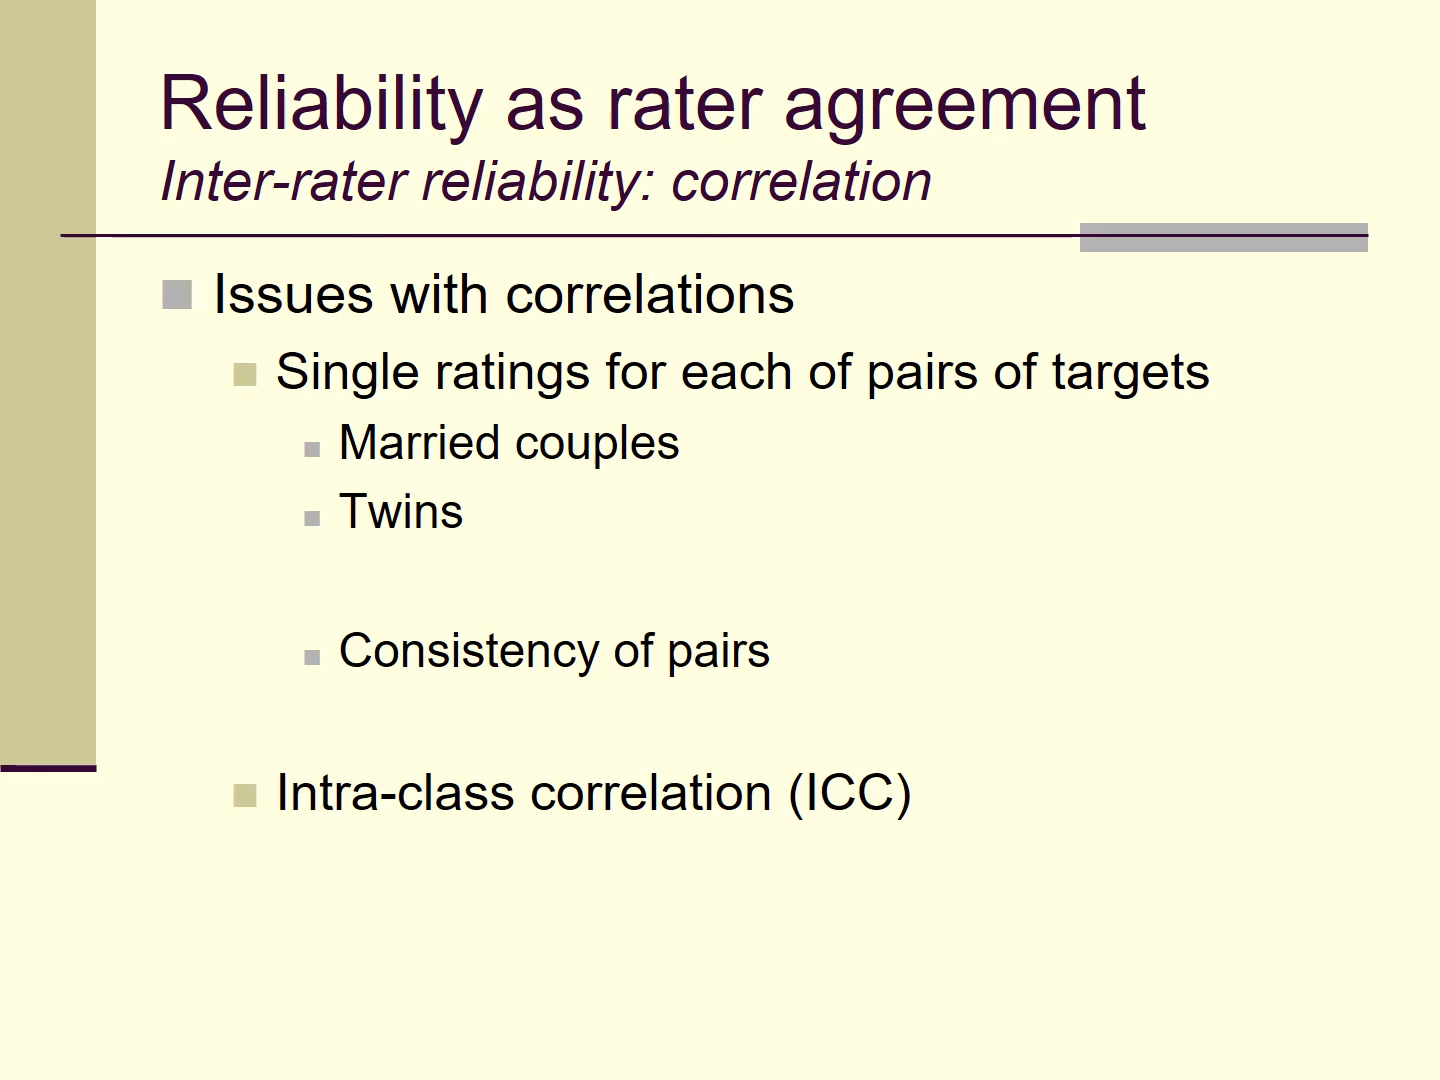 Reliability as rater agreement
Inter-rater reliability: correlation
Issues with correlations
Single ratings for each of pairs of targets
Married couples
Twins
Consistency of pairs
Intra-class correlation (ICC)